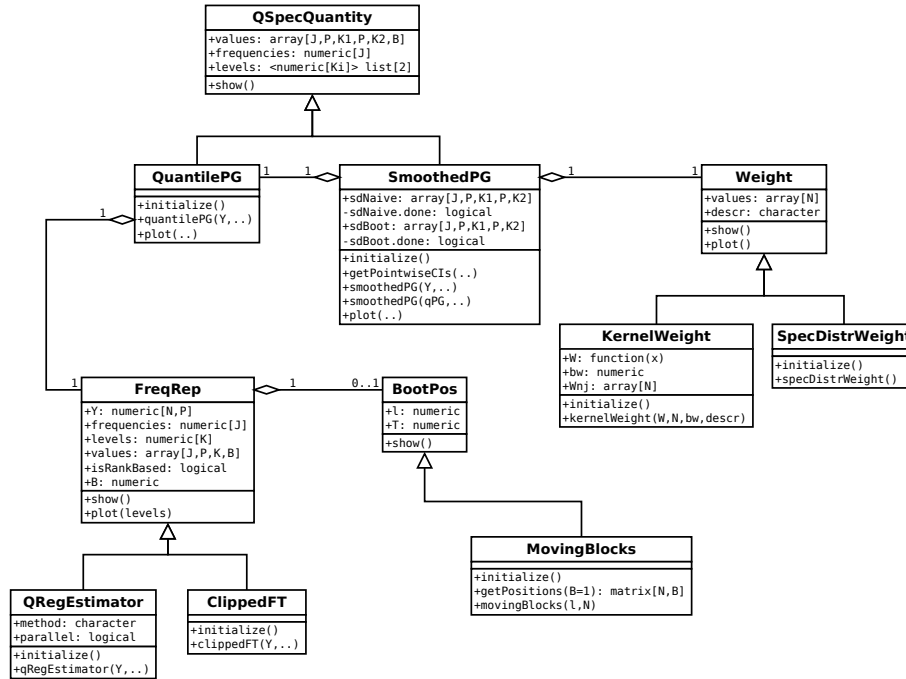 QSpecQuantity
+values: array[J,P,K1,P,K2,B]
+frequencies: numeric[J]
+levels: <numeric[Ki]> list[2]
+show()
QuantilePG
+initialize()
+quantilePG(Y,..)
+plot(..)
1
1
1
SmoothedPG
+sdNaive: array[J,P,K1,P,K2]
-sdNaive.done: logical
+sdBoot: array[J,P,K1,P,K2]
-sdBoot.done: logical
+initialize()
+getPointwiseCIs(..)
+smoothedPG(Y,..)
+smoothedPG(qPG,..)
+plot(..)
1
1
Weight
+values: array[N]
+descr: character
+show()
+plot()
KernelWeight
+W: function(x)
+bw: numeric
+Wnj: array[N]
+initialize()
+kernelWeight(W,N,bw,descr)
SpecDistrWeight
+initialize()
+specDistrWeight()
1
FreqRep
+Y: numeric[N,P]
+frequencies: numeric[J]
+levels: numeric[K]
+values: array[J,P,K,B]
+isRankBased: logical
+B: numeric
+show()
+plot(levels)
1
0..1
BootPos
+l: numeric
+T: numeric
+show()
MovingBlocks
+initialize()
+getPositions(B=1): matrix[N,B]
+movingBlocks(l,N)
QRegEstimator
+method: character
+parallel: logical
+initialize()
+qRegEstimator(Y,..)
ClippedFT
+initialize()
+clippedFT(Y,..)